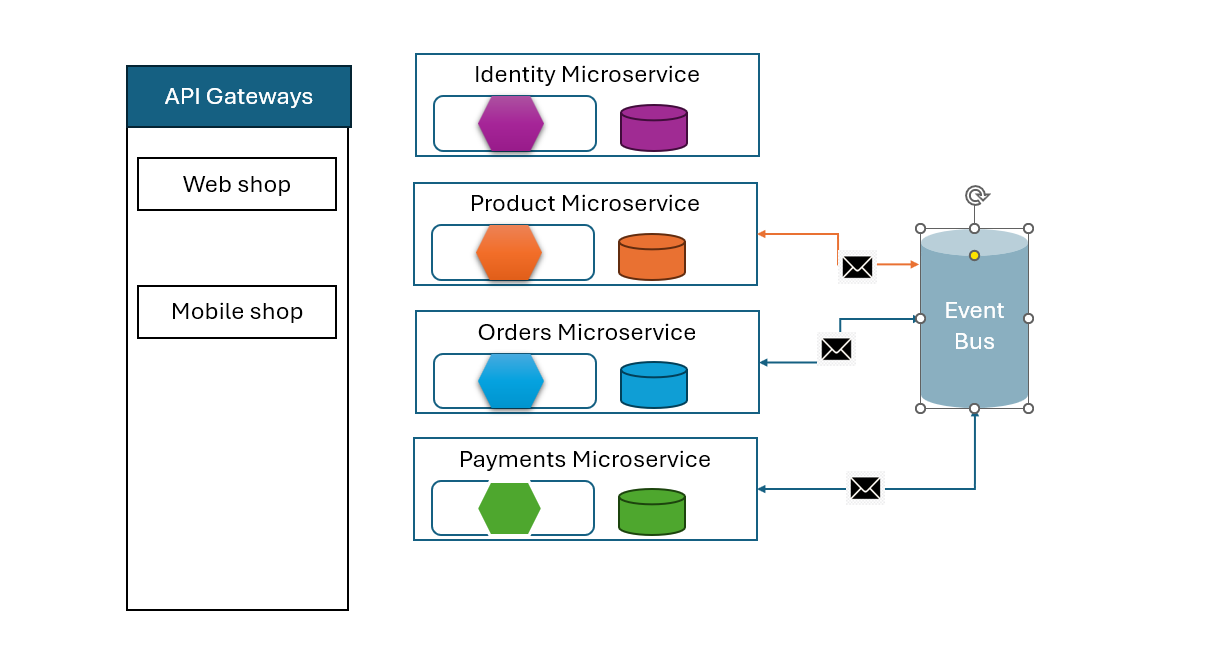 API Gateways
Web shop
Mobile shop
Identity Microservice
Product Microservice
Orders Microservice
Payments Microservice
Event
Bus